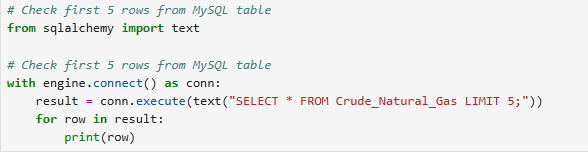 # Check first 5 rows from MySQL table
from sqlalchemy import text

# Check first 5 rows from MySQL table
with engine.connect() as conn:
    result = conn.execute(text("SELECT * FROM Crude_Natural_Gas LIMIT 5;"))
    for row in result:
        print(row)